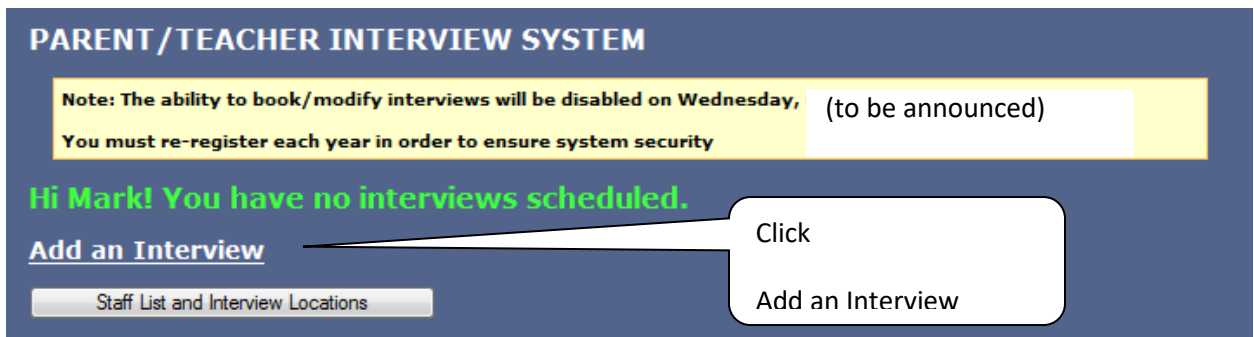 PARENT/TEACHER INTERVIEW SYSTEM
Note: The ability to book/modify interviews will be disabled on Wednesday, (to be announced)
You must re-register each year in order to ensure system security
Hi Mark! You have no interviews scheduled.
Add an Interview
Click
Add an Interview
Staff List and Interview Locations